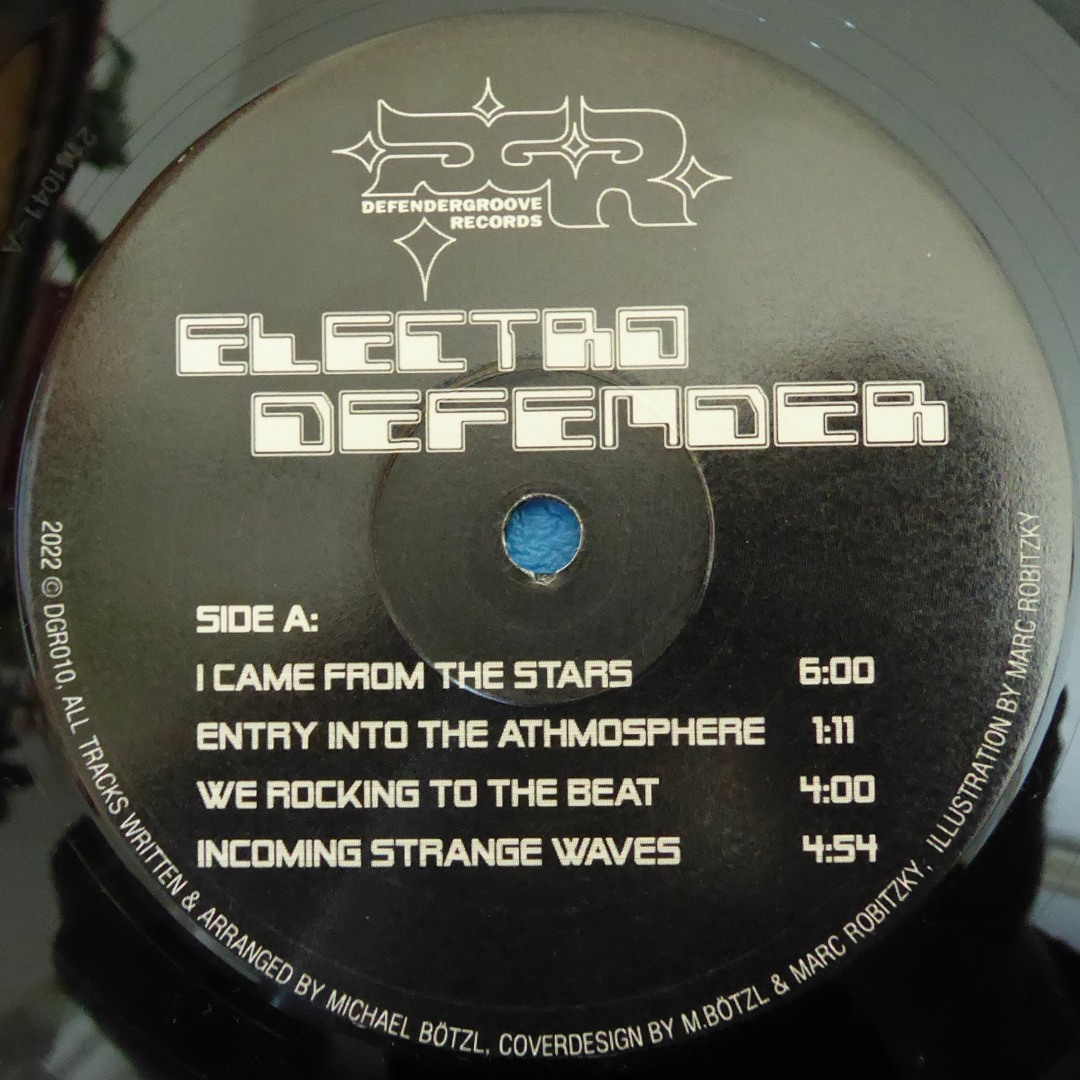 DGR
DEFENDERGROOVE
RECORDS
ELECTRO
DEFENDER
SIDE A:
I CAME FROM THE STARS 6:00
ENTRY INTO THE ATHMOSPHERE 1:11
WE ROCKING TO THE BEAT 4:00
INCOMING STRANGE WAVES 4:54
2022 © DGR010, ALL TRACKS WRITTEN & ARRANGED BY MICHAEL BÖTZL, COVERDESIGN BY M.BÖTZL & MARC ROBITZKY, ILLUSTRATION BY MARC ROBITZKY